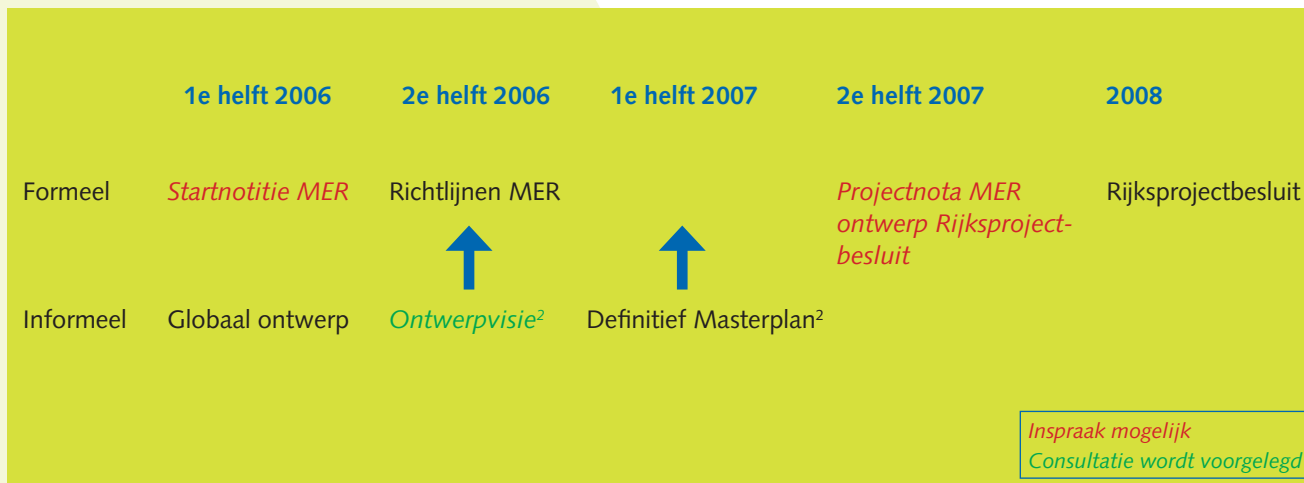 1e helft 2006 2e helft 2006 1e helft 2007 2e helft 2007 2008
Formeel Startnotitie MER Richtlijnen MER Projectnota MER Rijksprojectbesluit
ontwerp Rijksproject-
besluit
Informeel Globaal ontwerp Ontwerpvisie² Definitief Masterplan²
Inspraak mogelijk
Consultatie wordt voorgelegd